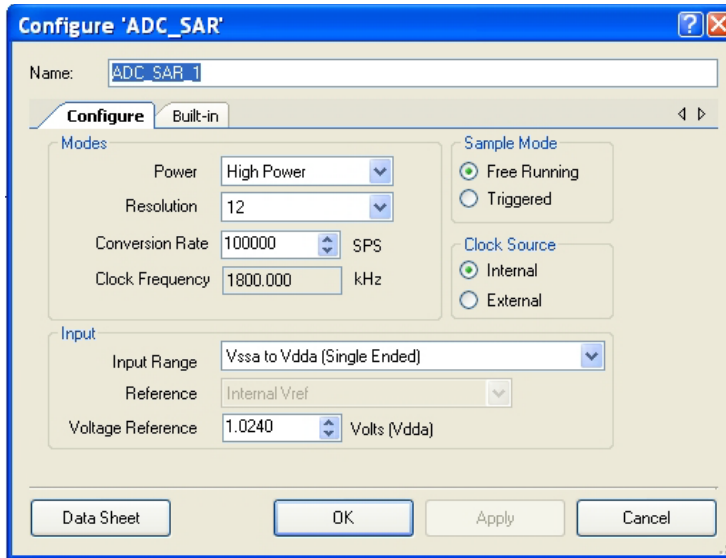 Configure 'ADC_SAR'
Name: ADC_SAR_1
Configure Built-in
Modes
Power High Power
Resolution 12
Conversion Rate 100000 SPS
Clock Frequency 1800.000 kHz
Sample Mode
Free Running
Triggered
Clock Source
Internal
External
Input
Input Range Vssa to Vdda (Single Ended)
Reference Internal Vref
Voltage Reference 1.0240 Volts (Vdda)
Data Sheet OK Apply Cancel